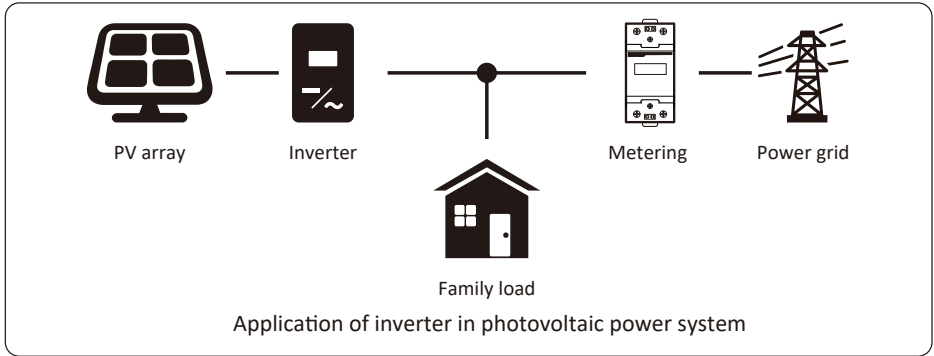 PV array
Inverter
Metering
Power grid
Family load
Application of inverter in photovoltaic power system